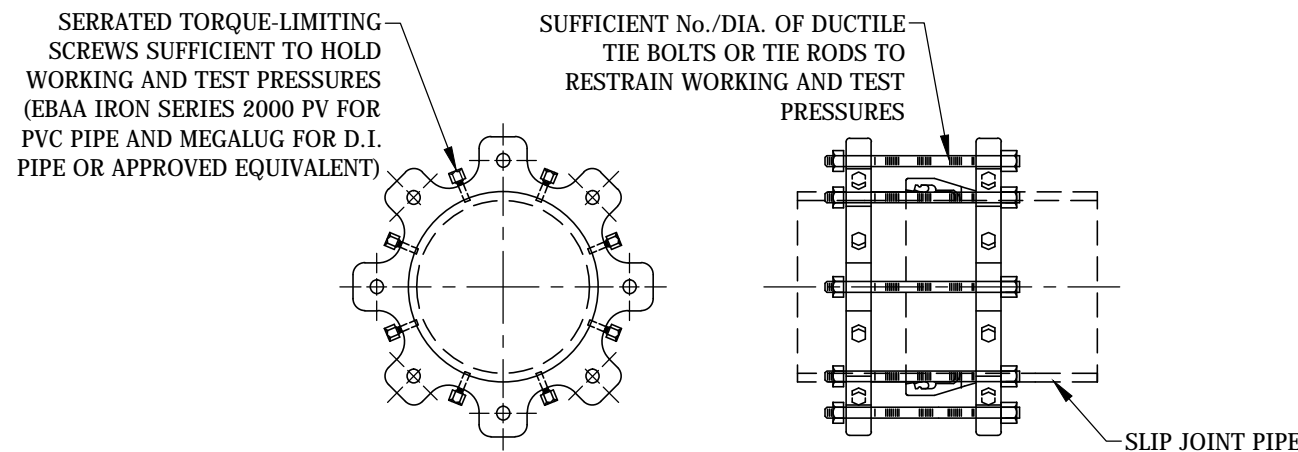 SERRATED TORQUE-LIMITING
SCREWS SUFFICIENT TO HOLD
WORKING AND TEST PRESSURES
(EBAA IRON SERIES 2000 PV FOR
PVC PIPE AND MEGALUG FOR D.I.
PIPE OR APPROVED EQUIVALENT)
SUFFICIENT No./DIA. OF DUCTILE
TIE BOLTS OR TIE RODS TO
RESTRAIN WORKING AND TEST
PRESSURES
SLIP JOINT PIPE